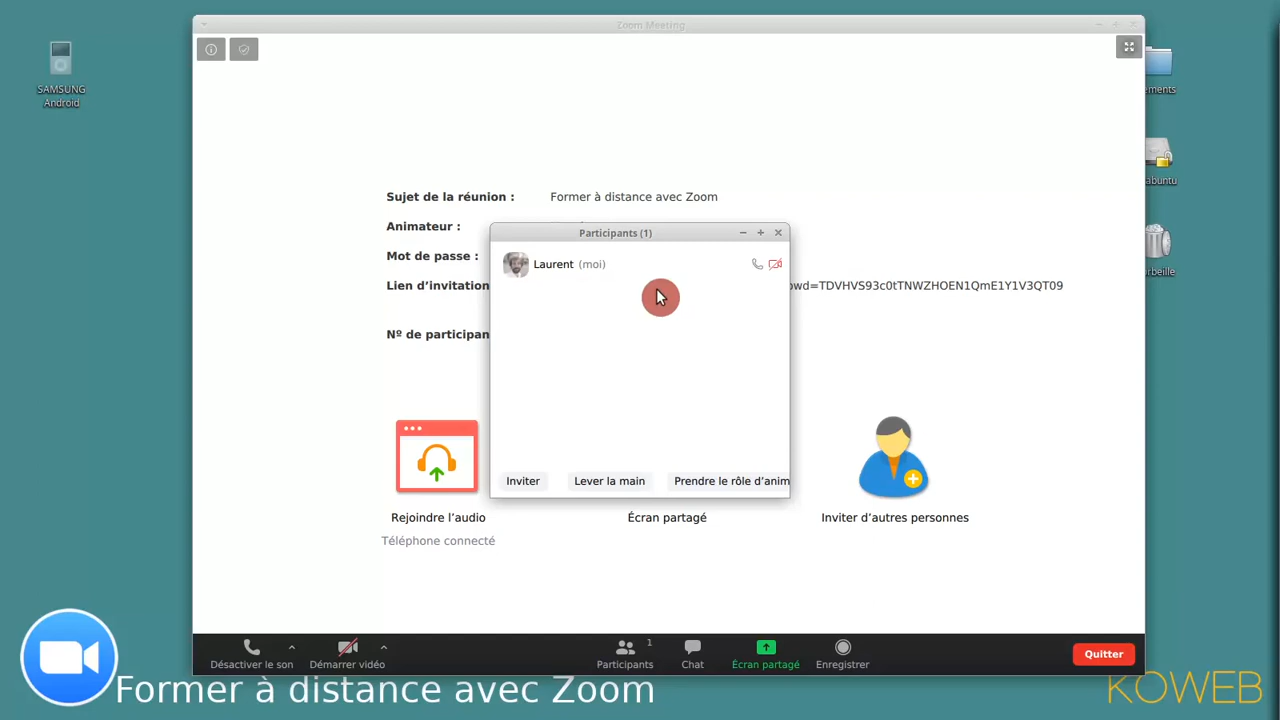 Zoom Meeting
SAMSUNG
Android
ements
abuntu
rbeille
Sujet de la réunion : Former à distance avec Zoom
Animateur :
Mot de passe :
Lien d’invitation wd=TDVHVS93c0tTNWZHOEN1QmE1Y1V3QT09
Nº de participan
Participants (1)
Laurent (moi)
Inviter Lever la main Prendre le rôle d’anim
Rejoindre l’audio Écran partagé Inviter d’autres personnes
Téléphone connecté
1
Désactiver le son Démarrer vidéo Participants Chat Écran partagé Enregistrer Quitter
Former à distance avec Zoom
KOWEB